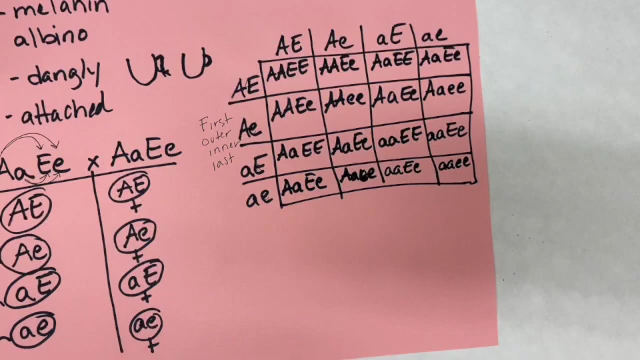 - melanin
albino
- dangly
- attached
AaEe x AaEe
AE AE
Ae Ae
aE aE
ae ae
First
outer
inner
last
AE Ae aE ae
AE AAEE AAEe AaEE AaEe
Ae AAEe AAee AaEe Aaee
aE AaEE AaEe aaEE aaEe
ae AaEe Aaee aaEe aaee